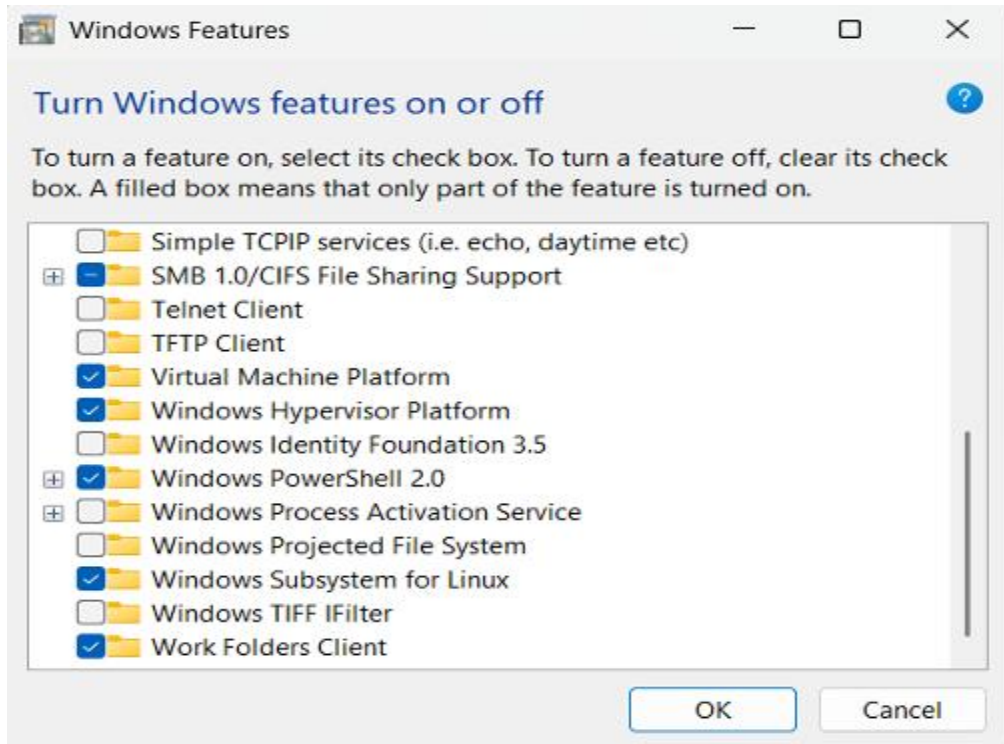 Windows Features
Turn Windows features on or off
To turn a feature on, select its check box. To turn a feature off, clear its check
box. A filled box means that only part of the feature is turned on.
Simple TCPIP services (i.e. echo, daytime etc)
SMB 1.0/CIFS File Sharing Support
Telnet Client
TFTP Client
Virtual Machine Platform
Windows Hypervisor Platform
Windows Identity Foundation 3.5
Windows PowerShell 2.0
Windows Process Activation Service
Windows Projected File System
Windows Subsystem for Linux
Windows TIFF IFilter
Work Folders Client
OK Cancel